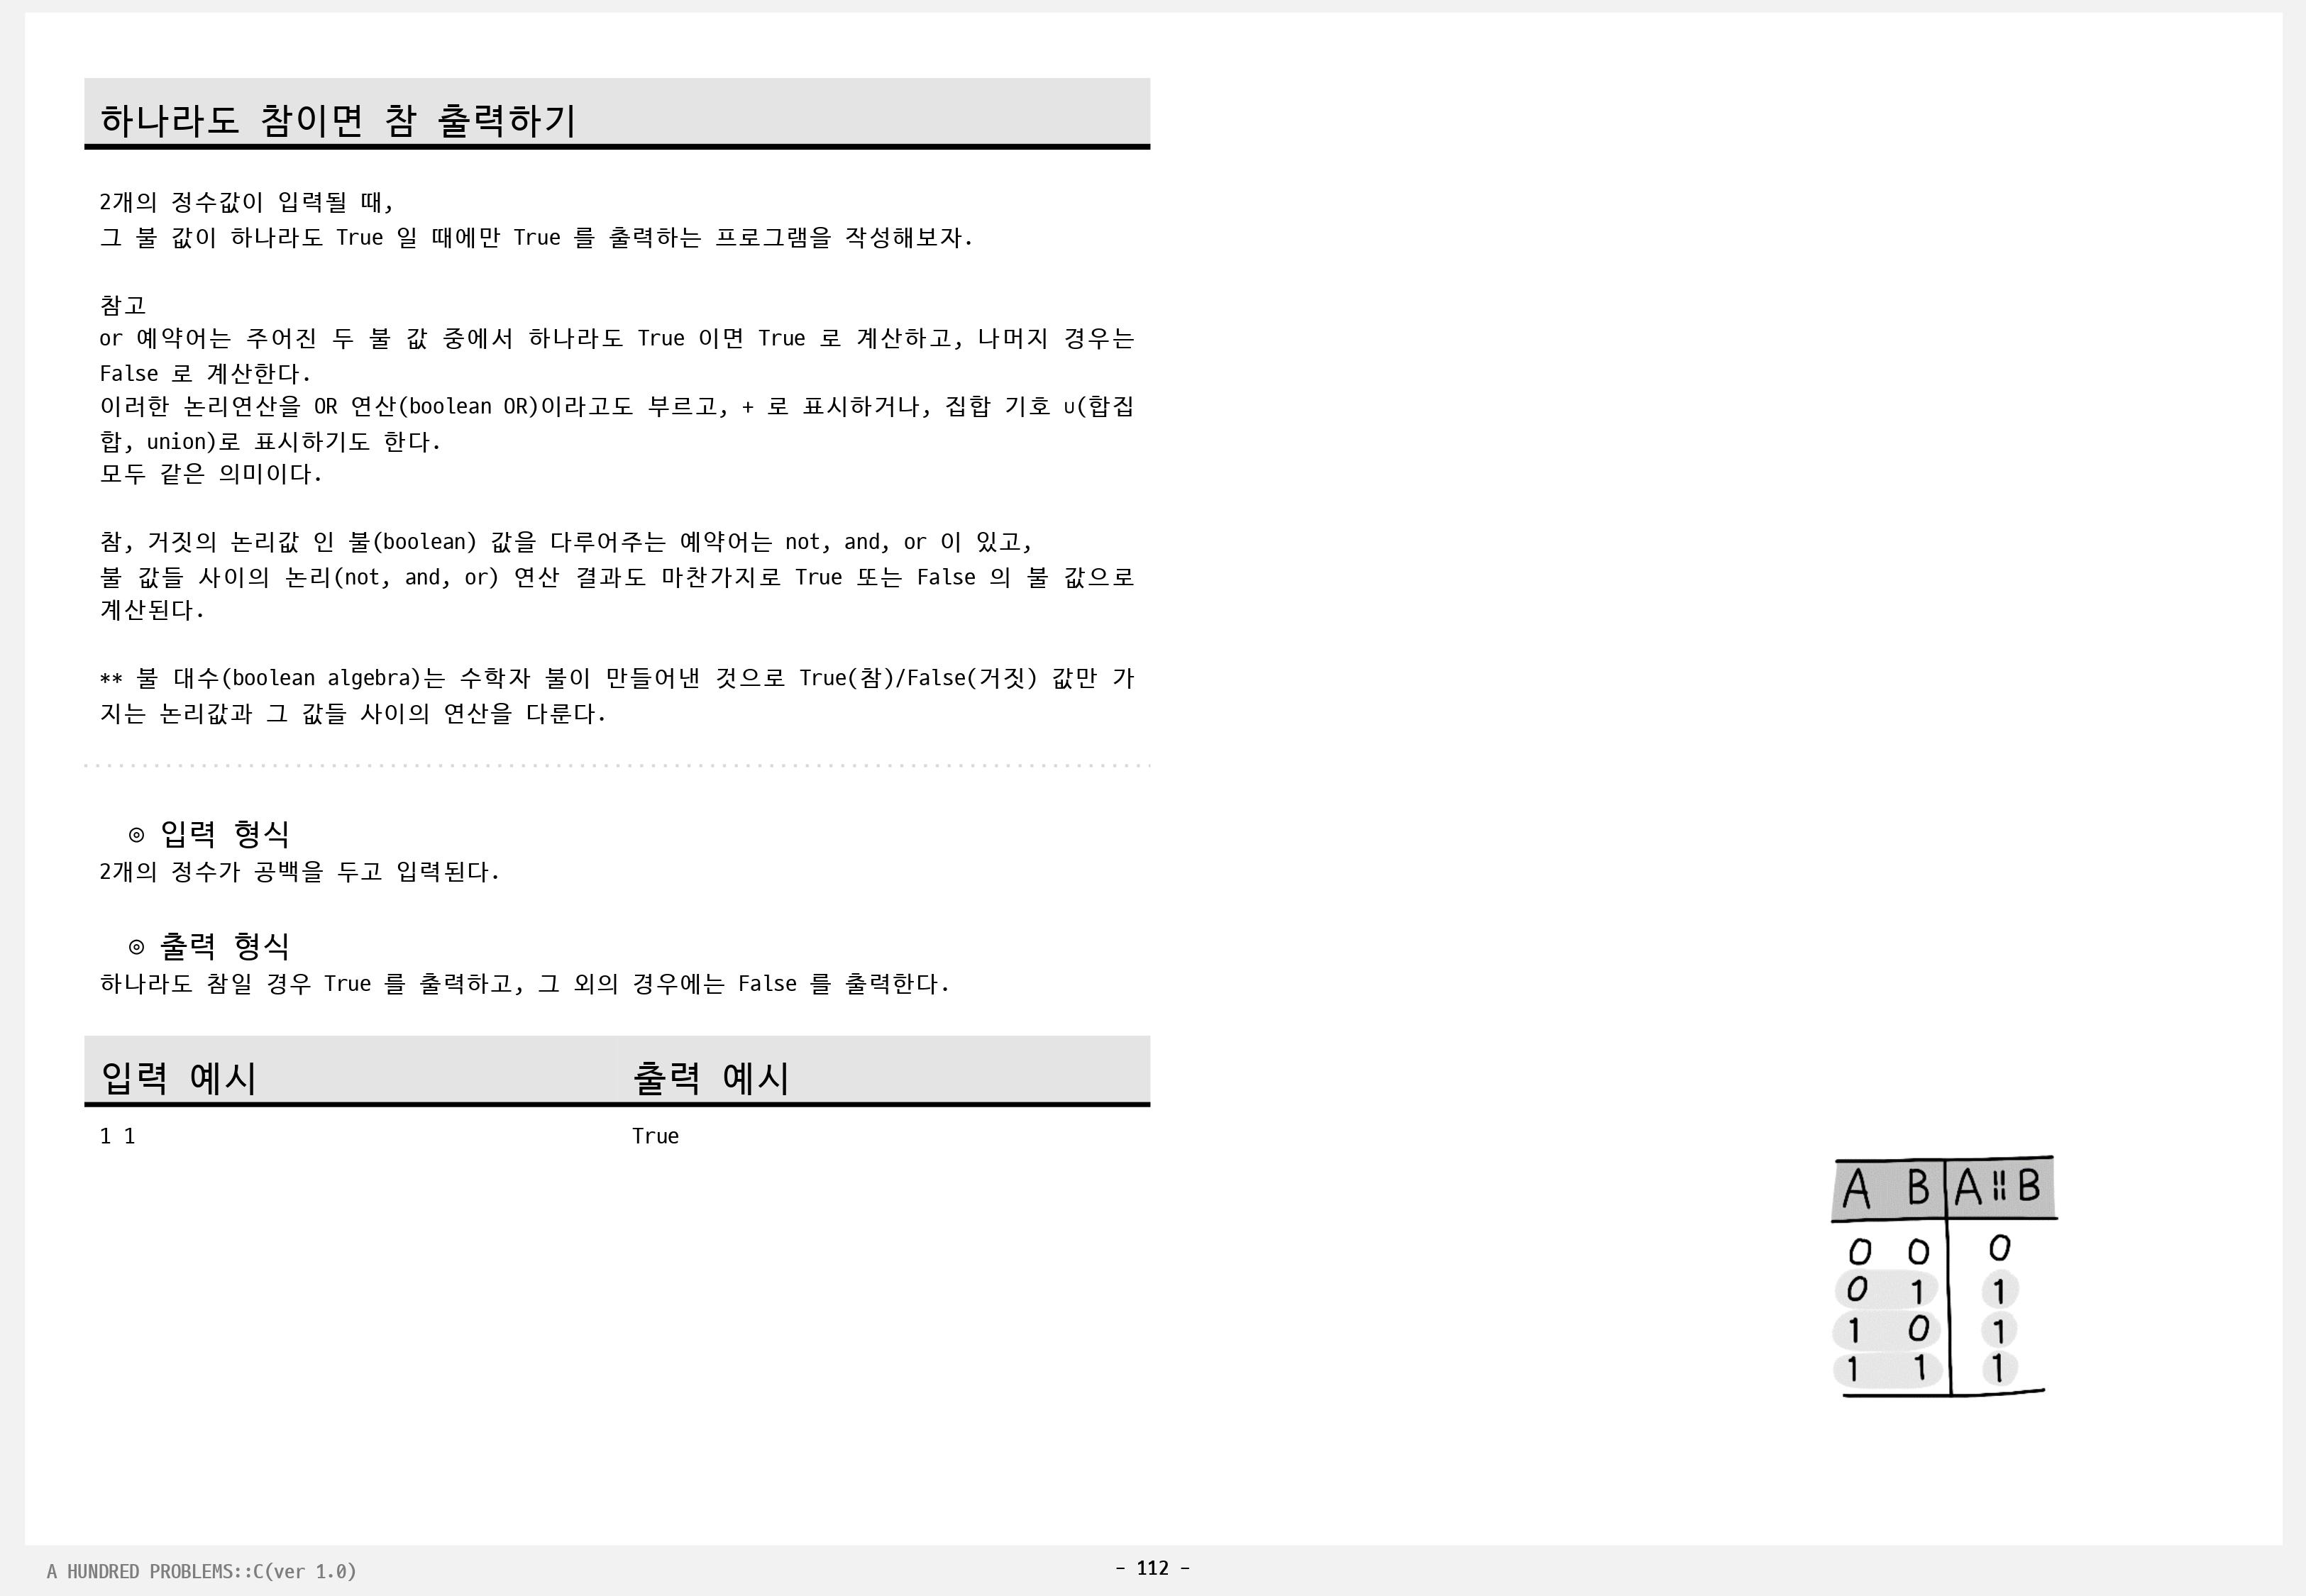 하나라도 참이면 참 출력하기
2개의 정수값이 입력될 때,
그 불 값이 하나라도 True 일 때에만 True 를 출력하는 프로그램을 작성해보자.
참고
or 예약어는 주어진 두 불 값 중에서 하나라도 True 이면 True 로 계산하고, 나머지 경우는
False 로 계산한다.
이러한 논리연산을 OR 연산(boolean OR)이라고도 부르고, + 로 표시하거나, 집합 기호 ∪(합집
합, union)로 표시하기도 한다.
모두 같은 의미이다.
참, 거짓의 논리값 인 불(boolean) 값을 다루어주는 예약어는 not, and, or 이 있고,
불 값들 사이의 논리(not, and, or) 연산 결과도 마찬가지로 True 또는 False 의 불 값으로
계산된다.
** 불 대수(boolean algebra)는 수학자 불이 만들어낸 것으로 True(참)/False(거짓) 값만 가
지는 논리값과 그 값들 사이의 연산을 다룬다.
◎ 입력 형식
2개의 정수가 공백을 두고 입력된다.
◎ 출력 형식
하나라도 참일 경우 True 를 출력하고, 그 외의 경우에는 False 를 출력한다.
입력 예시 출력 예시
1 1 True
A B A||B
0 0 0
0 1 1
1 0 1
1 1 1
A HUNDRED PROBLEMS::C(ver 1.0)
- 112 -